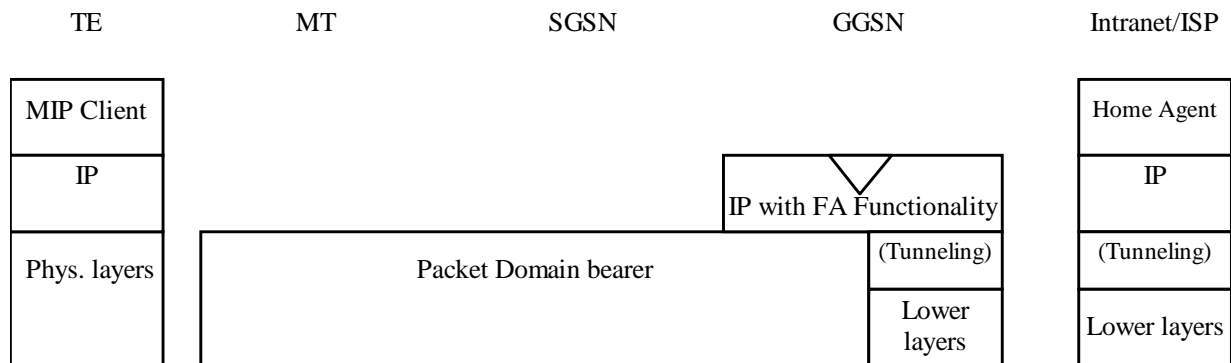 TE MT SGSN GGSN Intranet/ISP
MIP Client Home Agent
IP IP
IP with FA Functionality
Phys. layers Packet Domain bearer (Tunneling) (Tunneling)
Lower
layers
Lower layers